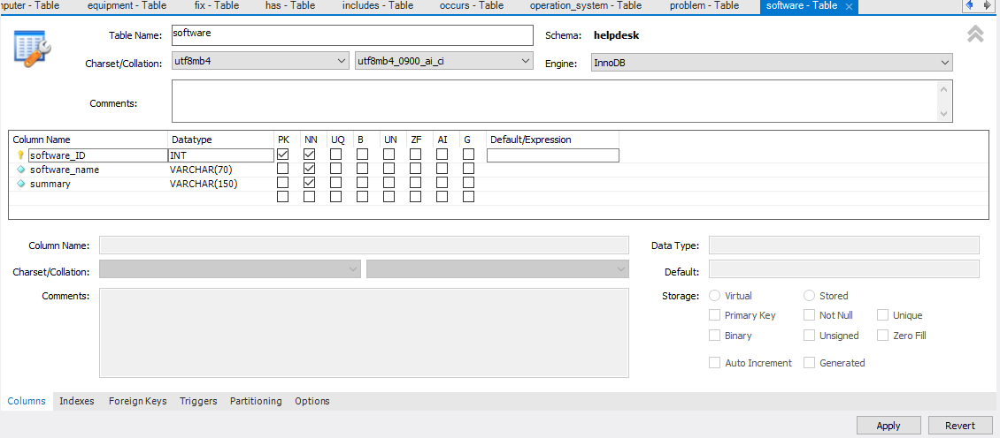 mputer - Table equipment - Table fix - Table has - Table includes - Table occurs - Table operation_system - Table problem - Table software - Table
Table Name: software Schema: helpdesk
Charset/Collation: utf8mb4 utf8mb4_0900_ai_ci Engine: InnoDB
Comments:
Column Name Datatype PK NN UQ B UN ZF AI G Default/Expression
software_ID INT
software_name VARCHAR(70)
summary VARCHAR(150)
Column Name: Data Type:
Charset/Collation: Default:
Comments: Storage: Virtual Stored
Primary Key Not Null Unique
Binary Unsigned Zero Fill
Auto Increment Generated
Columns Indexes Foreign Keys Triggers Partitioning Options
Apply Revert